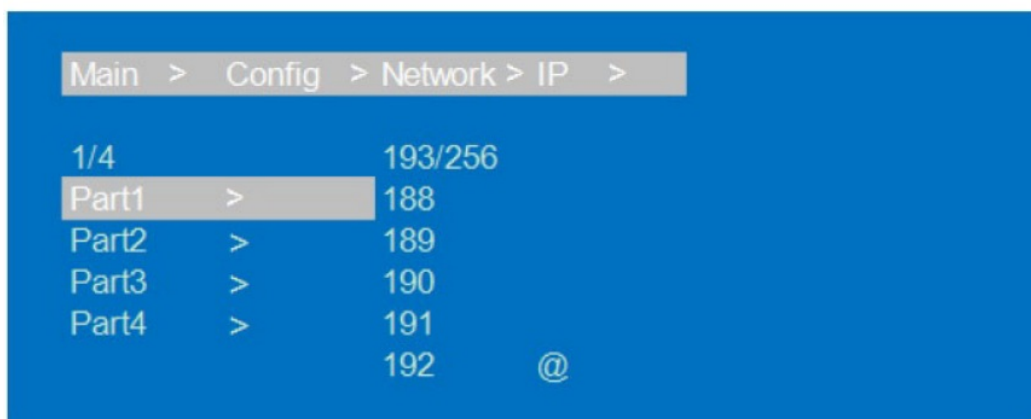 Main > Config > Network > IP >
1/4 193/256
Part1 > 188
Part2 > 189
Part3 > 190
Part4 > 191
192 @